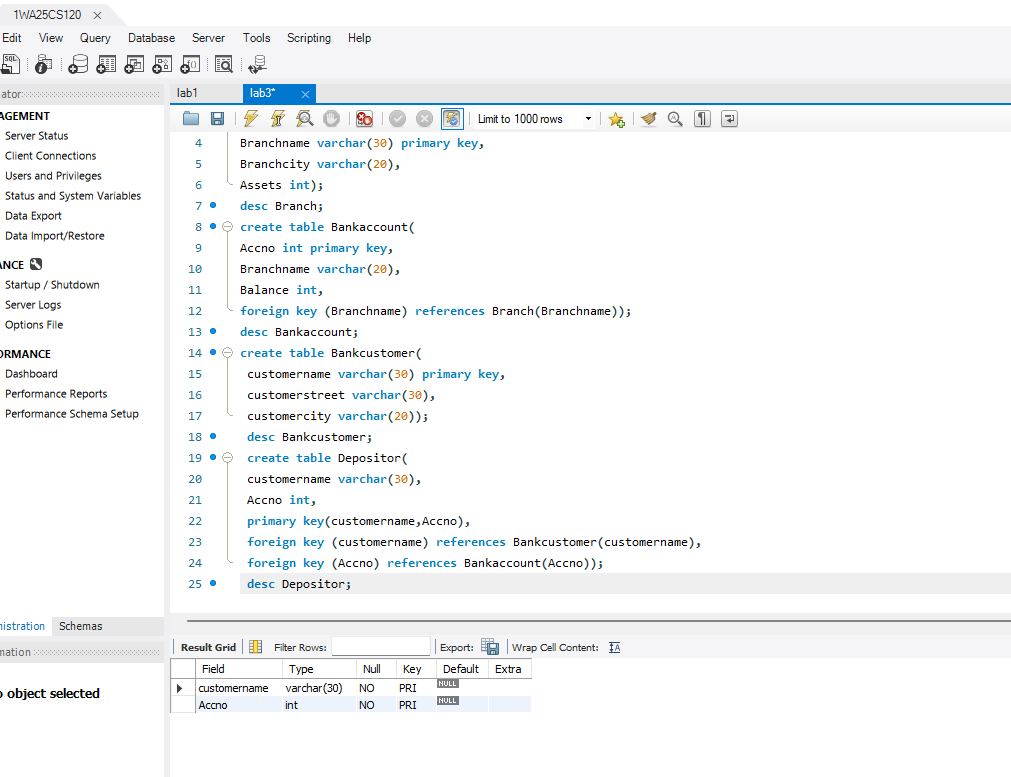 1WA25CS120
Edit View Query Database Server Tools Scripting Help
lab1 lab3*
Limit to 1000 rows
Server Status
Client Connections
Users and Privileges
Status and System Variables
Data Export
Data Import/Restore
Startup / Shutdown
Server Logs
Options File
Dashboard
Performance Reports
Performance Schema Setup
Schemas
4 Branchname varchar(30) primary key,
5 Branchcity varchar(20),
6 Assets int);
7 desc Branch;
8 create table Bankaccount(
9 Accno int primary key,
10 Branchname varchar(20),
11 Balance int,
12 foreign key (Branchname) references Branch(Branchname));
13 desc Bankaccount;
14 create table Bankcustomer(
15 customername varchar(30) primary key,
16 customerstreet varchar(30),
17 customercity varchar(20));
18 desc Bankcustomer;
19 create table Depositor(
20 customername varchar(30),
21 Accno int,
22 primary key(customername,Accno),
23 foreign key (customername) references Bankcustomer(customername),
24 foreign key (Accno) references Bankaccount(Accno));
25 desc Depositor;
object selected
Result Grid Filter Rows: Export: Wrap Cell Content:
Field Type Null Key Default Extra
customername varchar(30) NO PRI NULL
Accno int NO PRI NULL